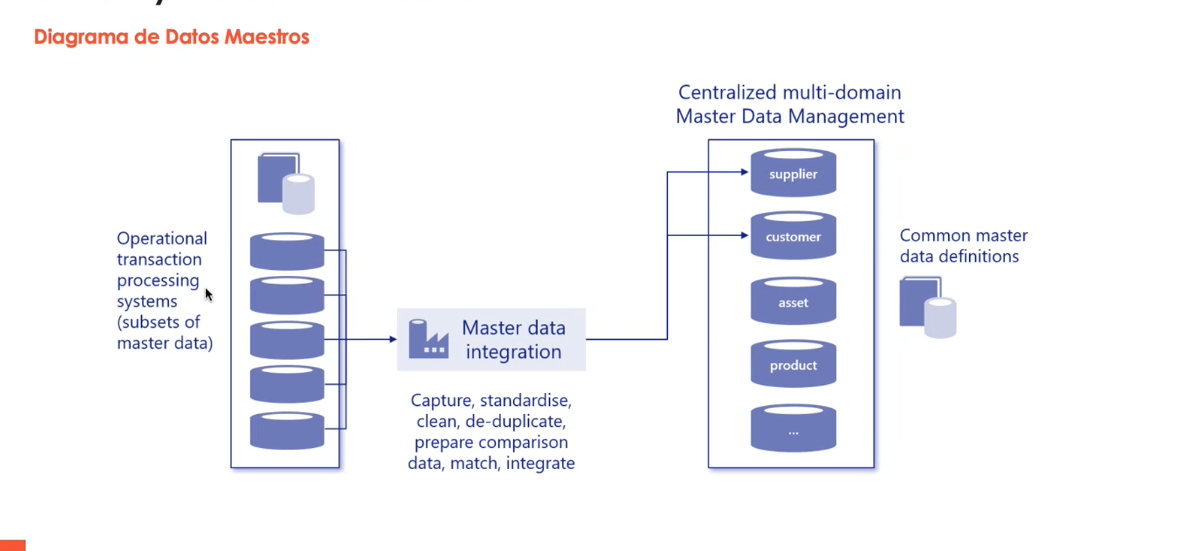 Diagrama de Datos Maestros
Centralized multi-domain
Master Data Management
Operational
transaction
processing
systems
(subsets of
master data)
Master data
integration
Capture, standardise,
clean, de-duplicate,
prepare comparison
data, match, integrate
supplier
customer
asset
product
...
Common master
data definitions